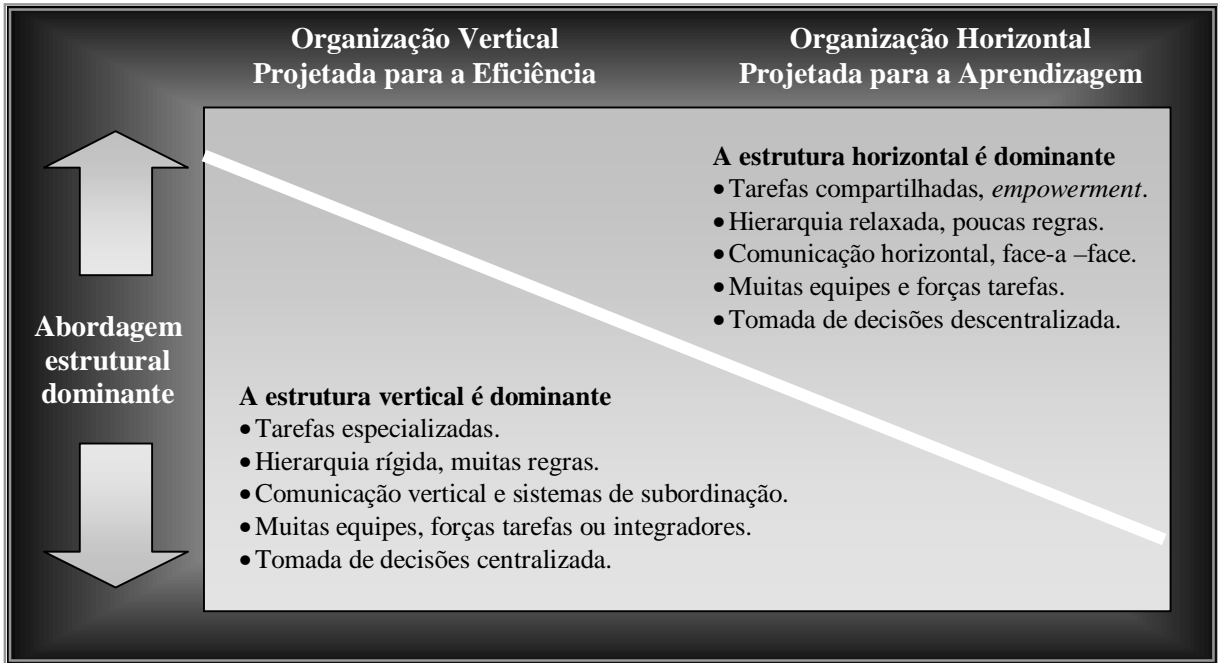 Organização Vertical
Projetada para a Eficiência
Organização Horizontal
Projetada para a Aprendizagem
Abordagem
estrutural
dominante
A estrutura horizontal é dominante
• Tarefas compartilhadas, empowerment.
• Hierarquia relaxada, poucas regras.
• Comunicação horizontal, face-a –face.
• Muitas equipes e forças tarefas.
• Tomada de decisões descentralizada.
A estrutura vertical é dominante
• Tarefas especializadas.
• Hierarquia rígida, muitas regras.
• Comunicação vertical e sistemas de subordinação.
• Muitas equipes, forças tarefas ou integradores.
• Tomada de decisões centralizada.